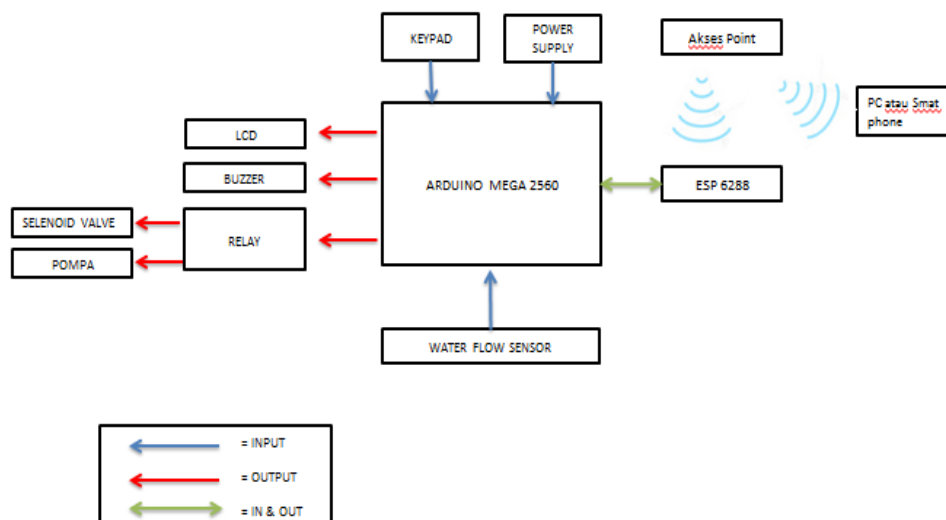 KEYPAD
POWER
SUPPLY
Akses Point
PC atau Smat
phone
LCD
BUZZER
ARDUINO MEGA 2560
ESP 6288
SELENOID VALVE
RELAY
POMPA
WATER FLOW SENSOR
= INPUT
= OUTPUT
= IN & OUT